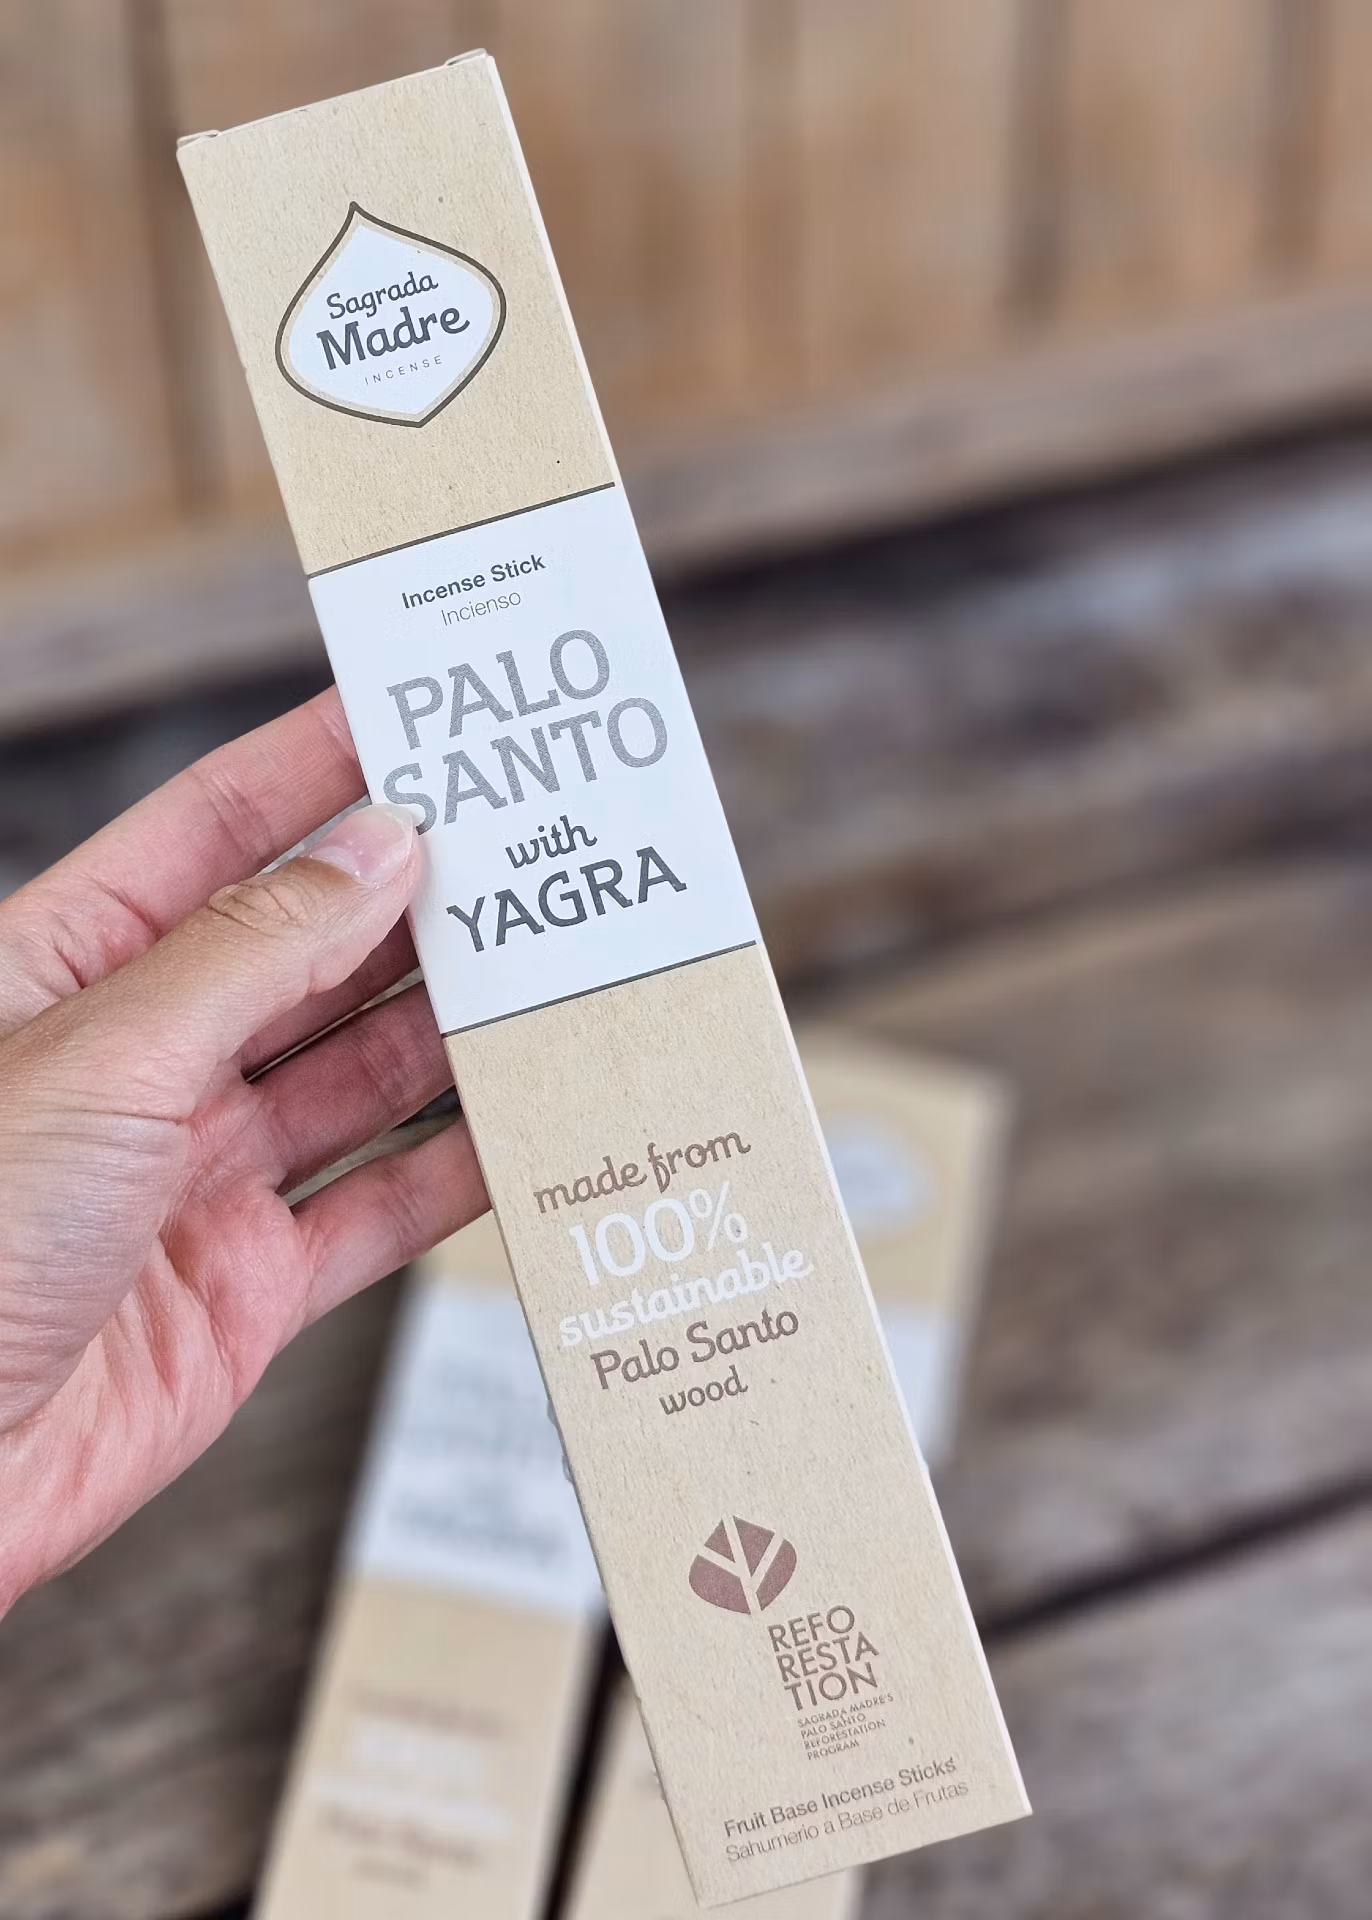 Sagrada
Madre
INCENSE
Incense Stick
Incienso
PALO
SANTO
with
YAGRA
made from
100%
sustainable
Palo Santo
wood
REFO
RESTA
TION
SAGRADA MADRE'S
PALO SANTO
REFORESTATION
PROGRAM
Fruit Base Incense Sticks
Sahumerio a Base de Frutas